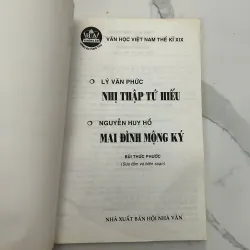 VĂN HỌC VIỆT NAM THẾ KỈ XIX
LÝ VĂN PHỨC
NHỊ THẬP TỨ HIẾU
NGUYỄN HUY HỔ
MAI ĐÌNH MỘNG KÝ
BÙI THỨC PHƯỚC
(Sưu tầm và biên soạn)
NHÀ XUẤT BẢN HỘI NHÀ VĂN